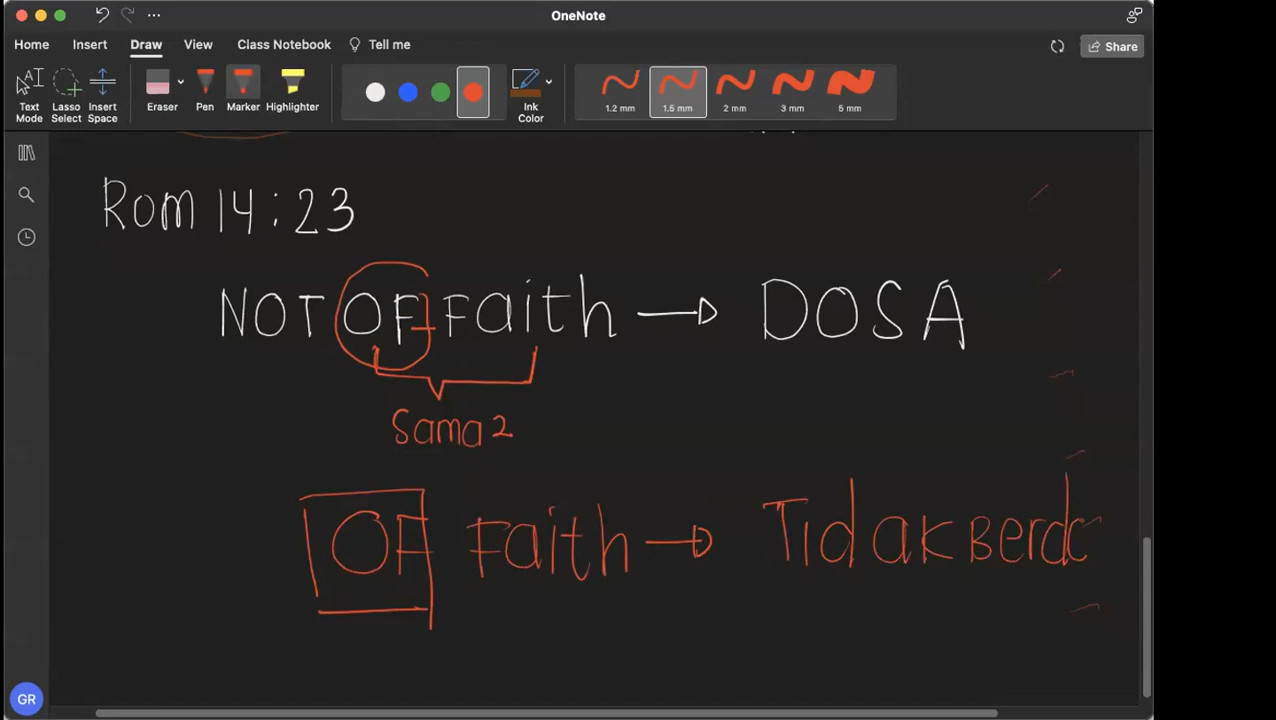 OneNote
Home Insert Draw View Class Notebook Tell me
Share
Text Mode
Lasso Select
Insert Space
Eraser
Pen
Marker
Highlighter
Ink Color
1.2 mm
1.5 mm
2 mm
3 mm
5 mm
Rom 14:23
NOT OF Faith → DOSA
Sama2
OF Faith → Tidak Berdo
GR